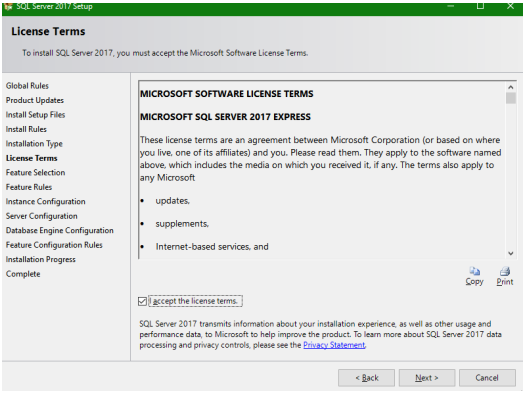 SQL Server 2017 Setup
License Terms
To install SQL Server 2017, you must accept the Microsoft Software License Terms.
Global Rules
Product Updates
Install Setup Files
Install Rules
Installation Type
License Terms
Feature Selection
Feature Rules
Instance Configuration
Server Configuration
Database Engine Configuration
Feature Configuration Rules
Installation Progress
Complete
MICROSOFT SOFTWARE LICENSE TERMS
MICROSOFT SQL SERVER 2017 EXPRESS
These license terms are an agreement between Microsoft Corporation (or based on where
you live, one of its affiliates) and you. Please read them. They apply to the software named
above, which includes the media on which you received it, if any. The terms also apply to
any Microsoft
• updates,
• supplements,
• Internet-based services, and
Copy Print
I accept the license terms.
SQL Server 2017 transmits information about your installation experience, as well as other usage and
performance data, to Microsoft to help improve the product. To learn more about SQL Server 2017 data
processing and privacy controls, please see the Privacy Statement.
< Back Next > Cancel